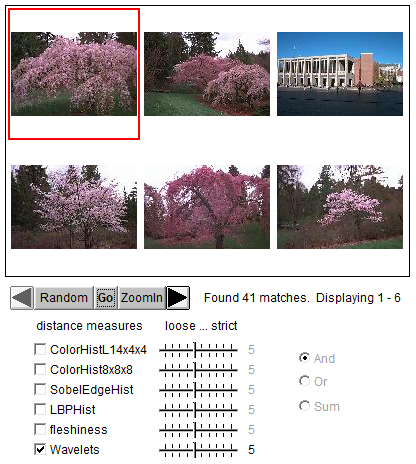 Random Go ZoomIn Found 41 matches. Displaying 1 - 6
distance measures loose ... strict
ColorHistL14x4x4 5
ColorHist8x8x8 5 And
SobelEdgeHist 5 Or
LBPHist 5 Sum
fleshiness 5
Wavelets 5